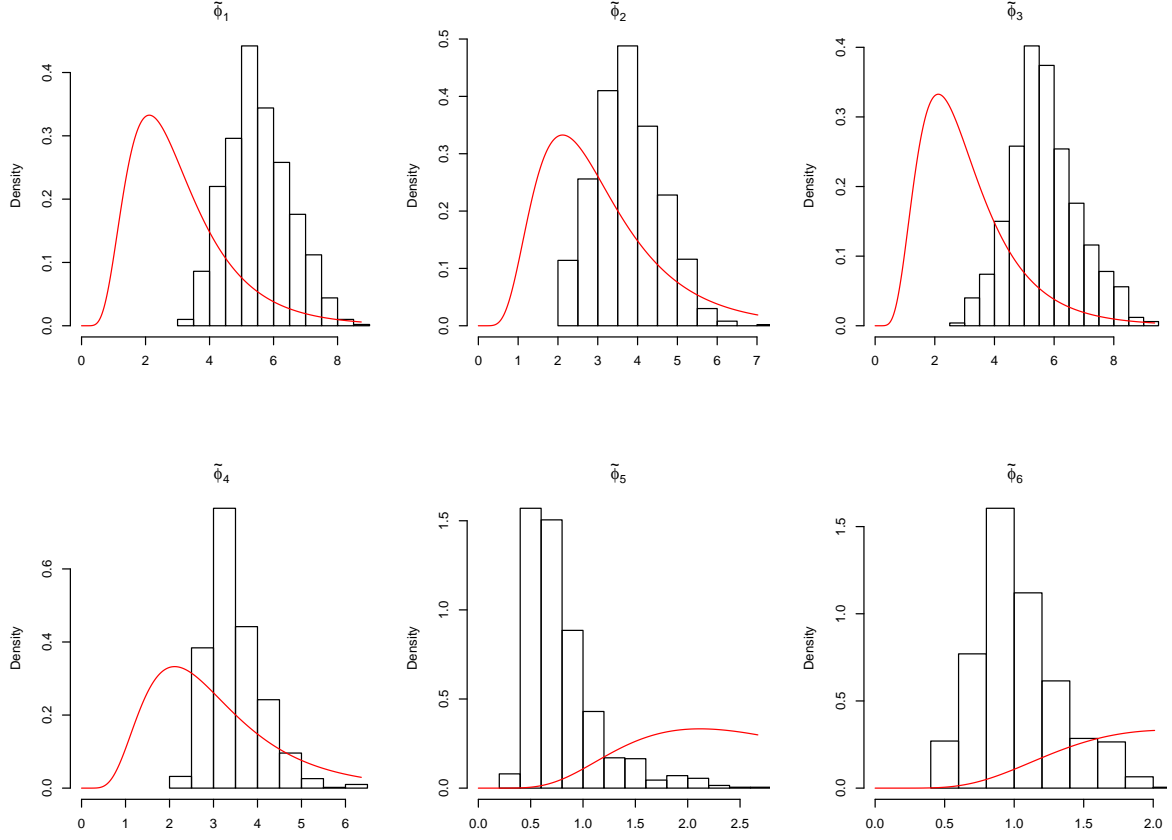 φ̃₁
Density
0.0 0.1 0.2 0.3 0.4
0 2 4 6 8
φ̃₂
Density
0.0 0.1 0.2 0.3 0.4 0.5
0 1 2 3 4 5 6 7
φ̃₃
Density
0.0 0.1 0.2 0.3 0.4
0 2 4 6 8
φ̃₄
Density
0.0 0.2 0.4 0.6
0 1 2 3 4 5 6
φ̃₅
Density
0.0 0.5 1.0 1.5
0.0 0.5 1.0 1.5 2.0 2.5
φ̃₆
Density
0.0 0.5 1.0 1.5
0.0 0.5 1.0 1.5 2.0